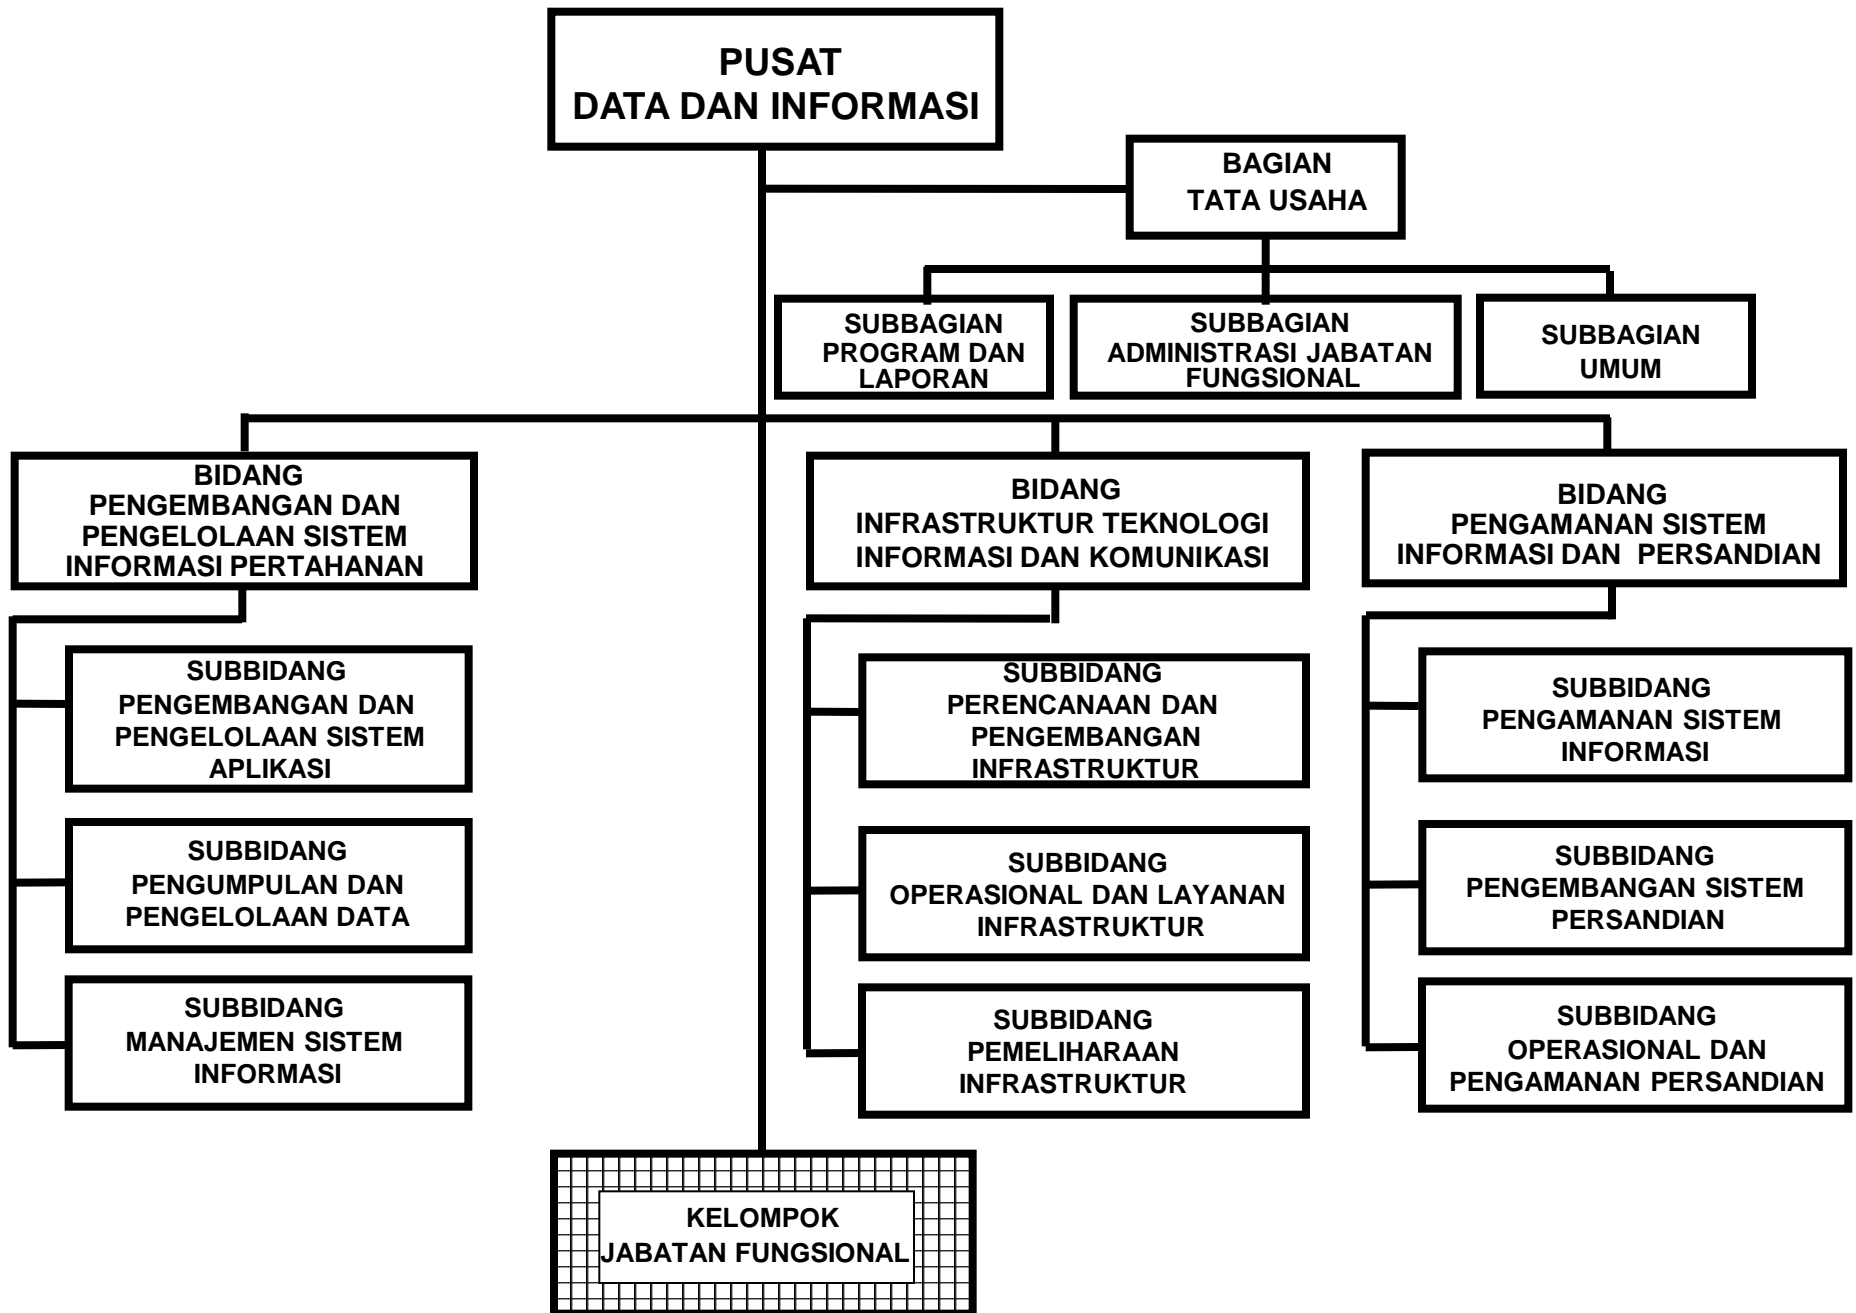 PUSAT
DATA DAN INFORMASI
BAGIAN
TATA USAHA
SUBBAGIAN
PROGRAM DAN
LAPORAN
SUBBAGIAN
ADMINISTRASI JABATAN
FUNGSIONAL
SUBBAGIAN
UMUM
BIDANG
PENGEMBANGAN DAN
PENGELOLAAN SISTEM
INFORMASI PERTAHANAN
BIDANG
INFRASTRUKTUR TEKNOLOGI
INFORMASI DAN KOMUNIKASI
BIDANG
PENGAMANAN SISTEM
INFORMASI DAN PERSANDIAN
SUBBIDANG
PENGEMBANGAN DAN
PENGELOLAAN SISTEM
APLIKASI
SUBBIDANG
PENGUMPULAN DAN
PENGELOLAAN DATA
SUBBIDANG
MANAJEMEN SISTEM
INFORMASI
SUBBIDANG
PERENCANAAN DAN
PENGEMBANGAN
INFRASTRUKTUR
SUBBIDANG
OPERASIONAL DAN LAYANAN
INFRASTRUKTUR
SUBBIDANG
PEMELIHARAAN
INFRASTRUKTUR
SUBBIDANG
PENGAMANAN SISTEM
INFORMASI
SUBBIDANG
PENGEMBANGAN SISTEM
PERSANDIAN
SUBBIDANG
OPERASIONAL DAN
PENGAMANAN PERSANDIAN
KELOMPOK
JABATAN FUNGSIONAL